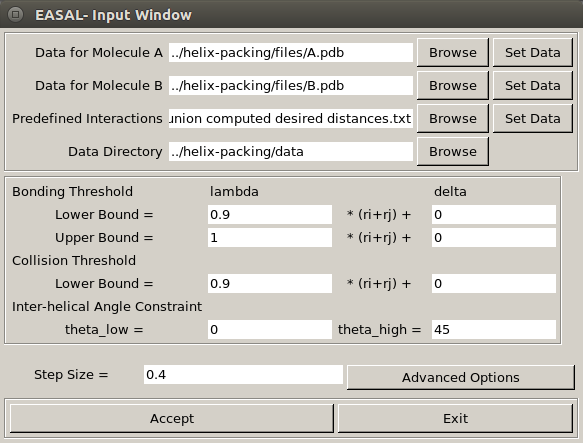 EASAL- Input Window
Data for Molecule A ../helix-packing/files/A.pdb Browse Set Data
Data for Molecule B ../helix-packing/files/B.pdb Browse Set Data
Predefined Interactions union computed desired distances.txt Browse Set Data
Data Directory ../helix-packing/data Browse
Bonding Threshold lambda delta
Lower Bound = 0.9 * (ri+rj) + 0
Upper Bound = 1 * (ri+rj) + 0
Collision Threshold
Lower Bound = 0.9 * (ri+rj) + 0
Inter-helical Angle Constraint
theta_low = 0 theta_high = 45
Step Size = 0.4 Advanced Options
Accept Exit